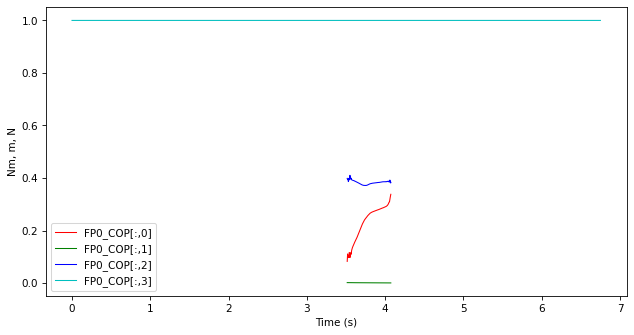 1.0
0.8
0.6
0.4
0.2
0.0
Nm, m, N
FP0_COP[:,0]
FP0_COP[:,1]
FP0_COP[:,2]
FP0_COP[:,3]
0 1 2 3 4 5 6 7
Time (s)